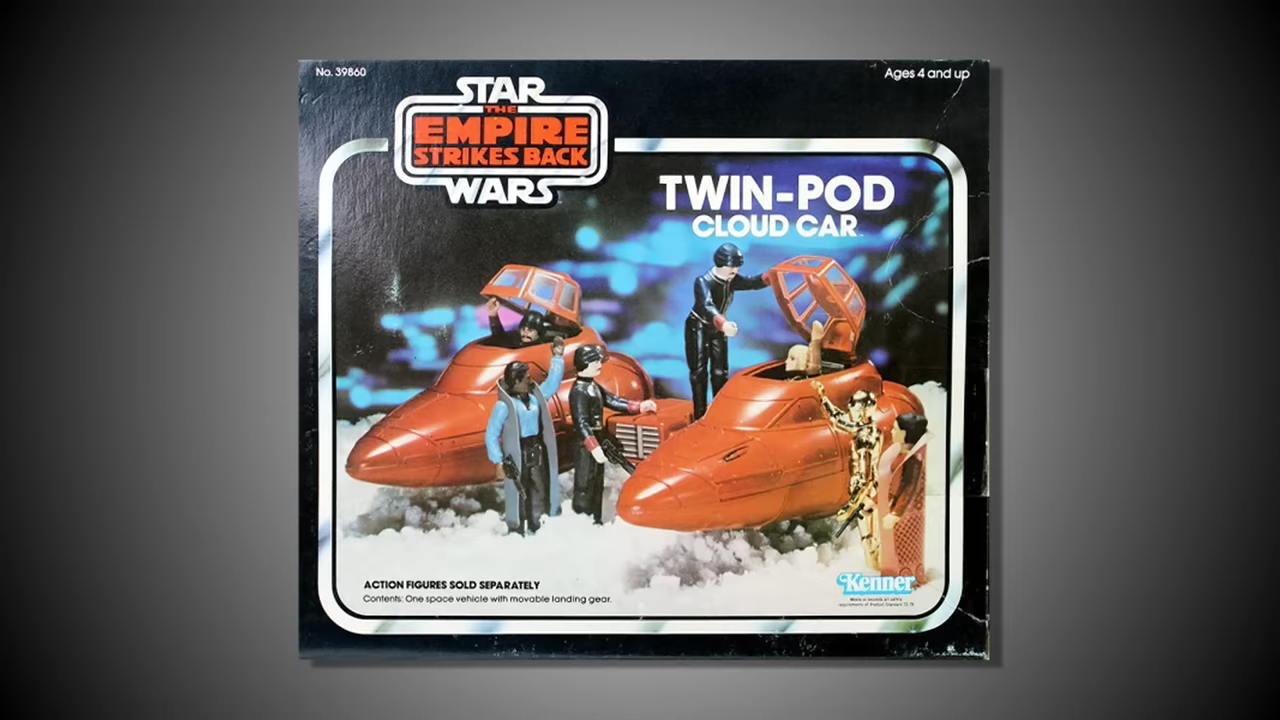 No. 39860
Ages 4 and up
STAR
THE
EMPIRE
STRIKES BACK
WARS
TWIN-POD
CLOUD CAR
ACTION FIGURES SOLD SEPARATELY
Contents: One space vehicle with movable landing gear.
Kenner